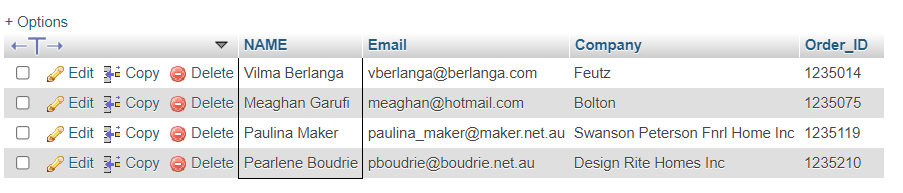 + Options
←T→ ▼ NAME Email Company Order_ID
Edit Copy Delete Vilma Berlanga vberlanga@berlanga.com Feutz 1235014
Edit Copy Delete Meaghan Garufi meaghan@hotmail.com Bolton 1235075
Edit Copy Delete Paulina Maker paulina_maker@maker.net.au Swanson Peterson Fnrl Home Inc 1235119
Edit Copy Delete Pearlene Boudrie pboudrie@boudrie.net.au Design Rite Homes Inc 1235210